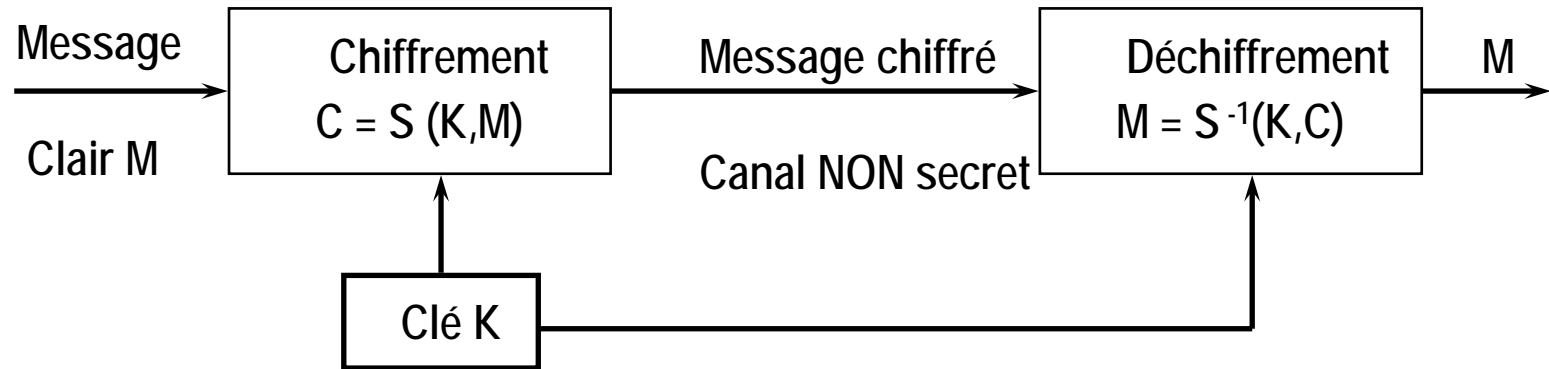 Message
Clair M
Chiffrement
C = S (K,M)
Message chiffré
Canal NON secret
Déchiffrement
M = S -1(K,C)
M
Clé K